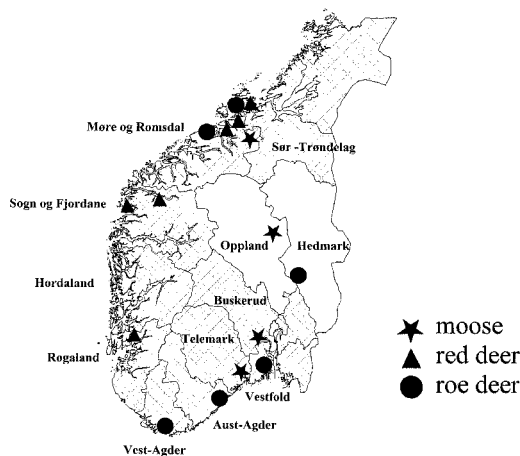 Møre og Romsdal
Sør -Trøndelag
Sogn og Fjordane
Oppland
Hedmark
Hordaland
Buskerud
Telemark
Røgaland
Vestfold
Aust-Agder
Vest-Agder
moose
red deer
roe deer